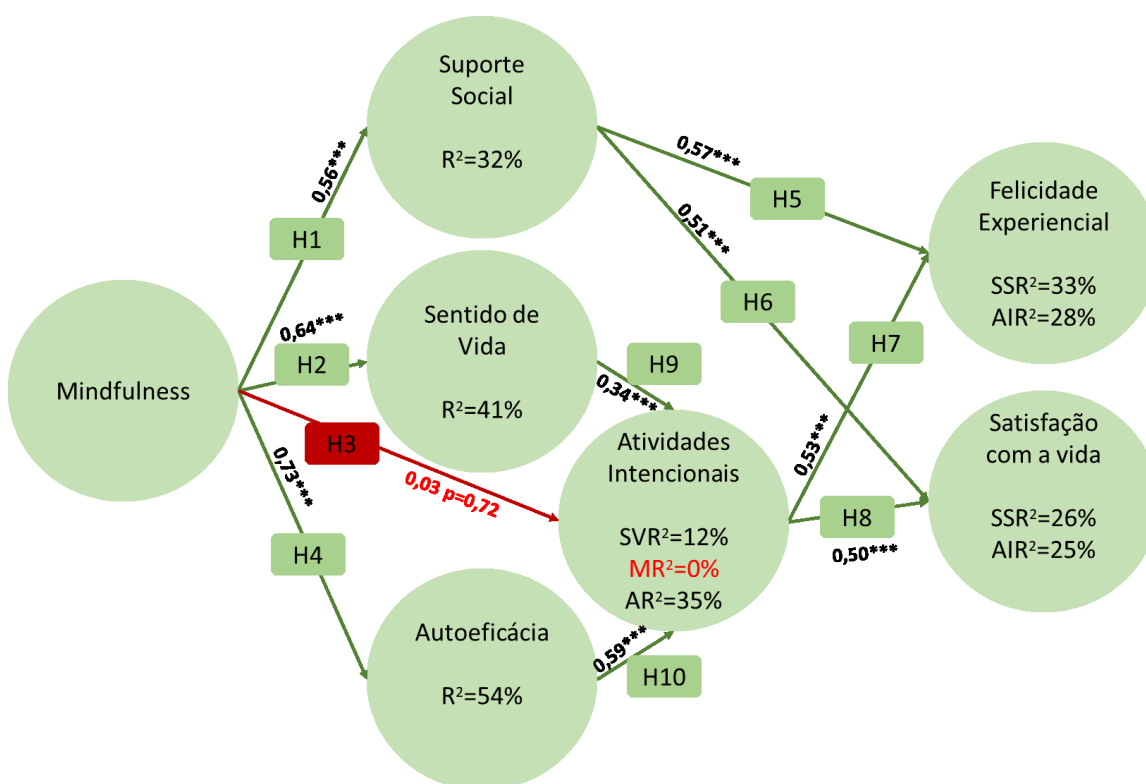 Suporte
Social
R²=32%
0,56***
H1
0,57***
H5
0,51***
H6
Felicidade
Experiencial
SSR²=33%
AIR²=28%
H7
0,53***
Mindfulness
0,64***
H2
Sentido de
Vida
R²=41%
H9
0,34***
H3
0,03 p=0,72
0,73***
H4
Atividades
Intencionais
SVR²=12%
MR²=0%
AR²=35%
H8
0,50***
Satisfação
com a vida
SSR²=26%
AIR²=25%
Autoeficácia
R²=54%
0,59***
H10